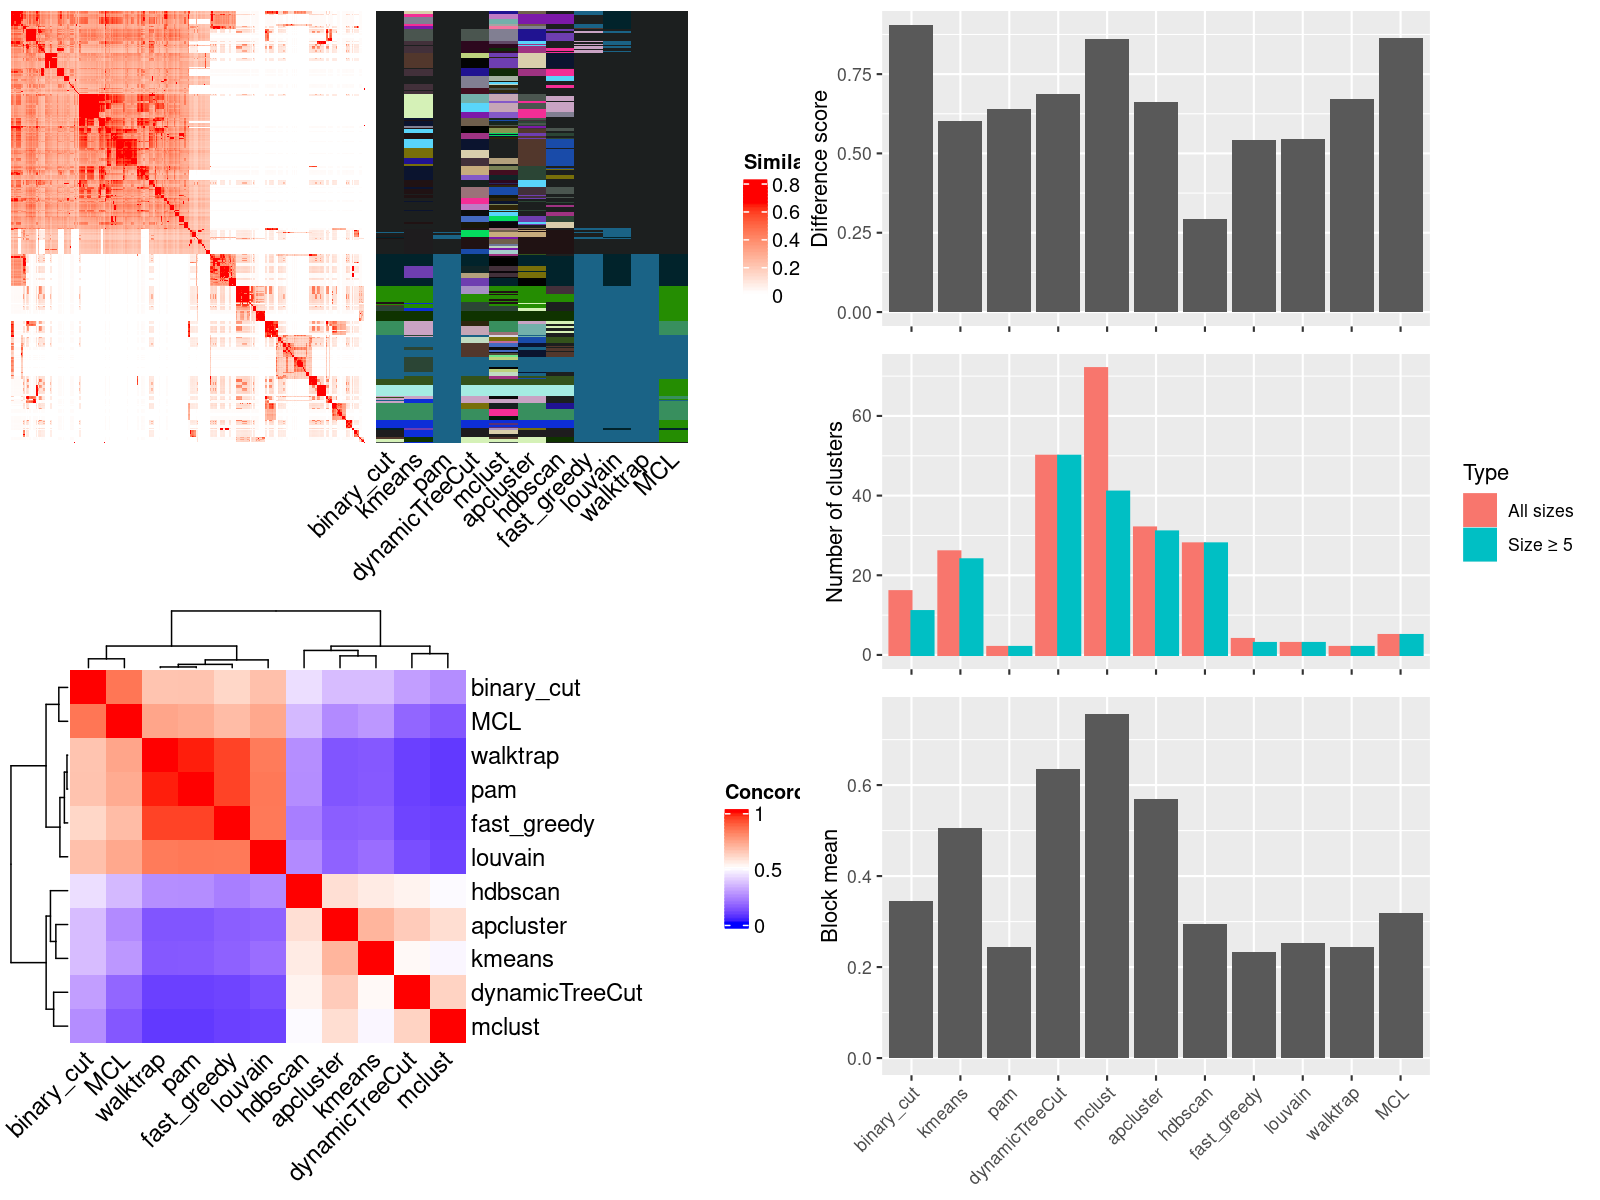 Simila
0.8
0.6
0.4
0.2
0
binary_cut
kmeans
pam
dynamicTreeCut
mclust
apcluster
hdbscan
fast_greedy
louvain
walktrap
MCL
binary_cut
MCL
walktrap
pam
fast_greedy
louvain
hdbscan
apcluster
kmeans
dynamicTreeCut
mclust
binary_cut
MCL
walktrap
pam
fast_greedy
louvain
hdbscan
apcluster
kmeans
dynamicTreeCut
mclust
Concord
1
0.5
0
Difference score
0.75
0.50
0.25
0.00
Number of clusters
60
40
20
0
Type
All sizes
Size ≥ 5
Block mean
0.6
0.4
0.2
0.0
binary_cut
kmeans
pam
dynamicTreeCut
mclust
apcluster
hdbscan
fast_greedy
louvain
walktrap
MCL